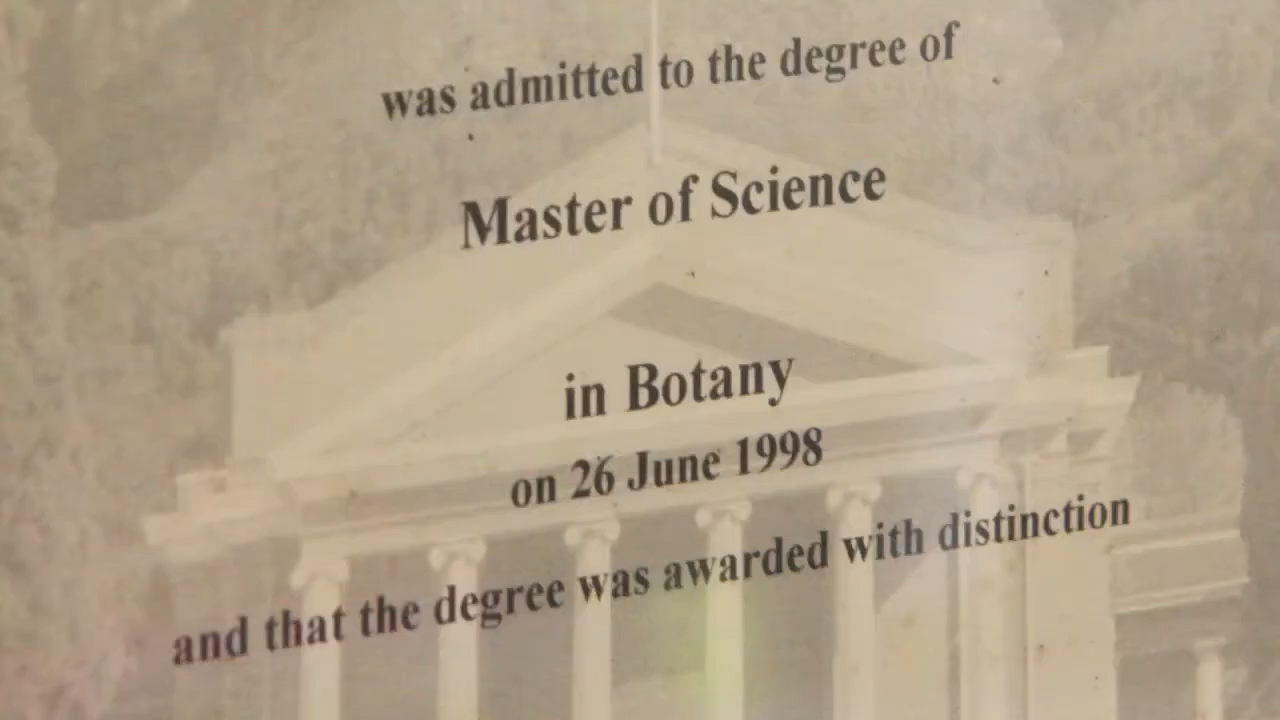 was admitted to the degree of
Master of Science
in Botany
on 26 June 1998
and that the degree was awarded with distinction